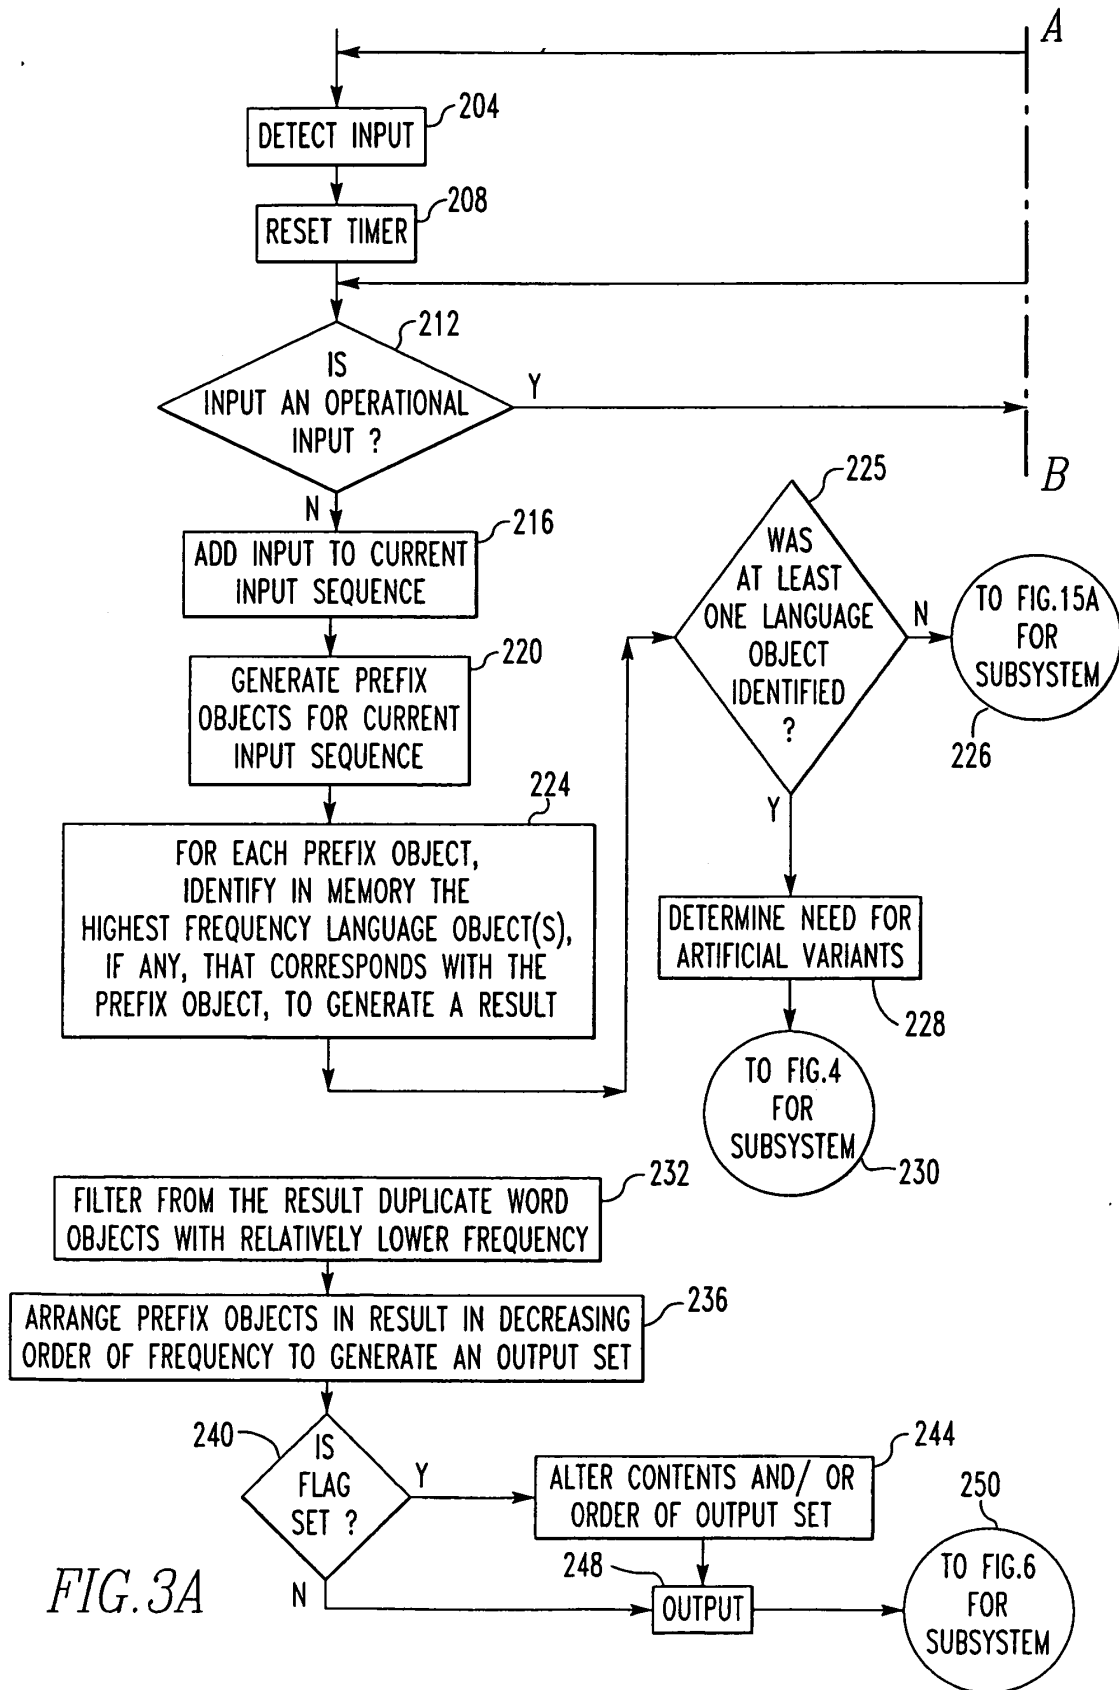 A
204
DETECT INPUT
208
RESET TIMER
212
IS
INPUT AN OPERATIONAL
INPUT ?
Y
B
N
216
ADD INPUT TO CURRENT
INPUT SEQUENCE
220
GENERATE PREFIX
OBJECTS FOR CURRENT
INPUT SEQUENCE
224
FOR EACH PREFIX OBJECT,
IDENTIFY IN MEMORY THE
HIGHEST FREQUENCY LANGUAGE OBJECT(S),
IF ANY, THAT CORRESPONDS WITH THE
PREFIX OBJECT, TO GENERATE A RESULT
225
WAS
AT LEAST
ONE LANGUAGE
OBJECT
IDENTIFIED
?
N
TO FIG.15A
FOR
SUBSYSTEM
226
Y
DETERMINE NEED FOR
ARTIFICIAL VARIANTS
228
TO FIG.4
FOR
SUBSYSTEM
230
232
FILTER FROM THE RESULT DUPLICATE WORD
OBJECTS WITH RELATIVELY LOWER FREQUENCY
236
ARRANGE PREFIX OBJECTS IN RESULT IN DECREASING
ORDER OF FREQUENCY TO GENERATE AN OUTPUT SET
240
IS
FLAG
SET ?
Y
244
ALTER CONTENTS AND/ OR
ORDER OF OUTPUT SET
N
248
OUTPUT
250
TO FIG.6
FOR
SUBSYSTEM
FIG.3A